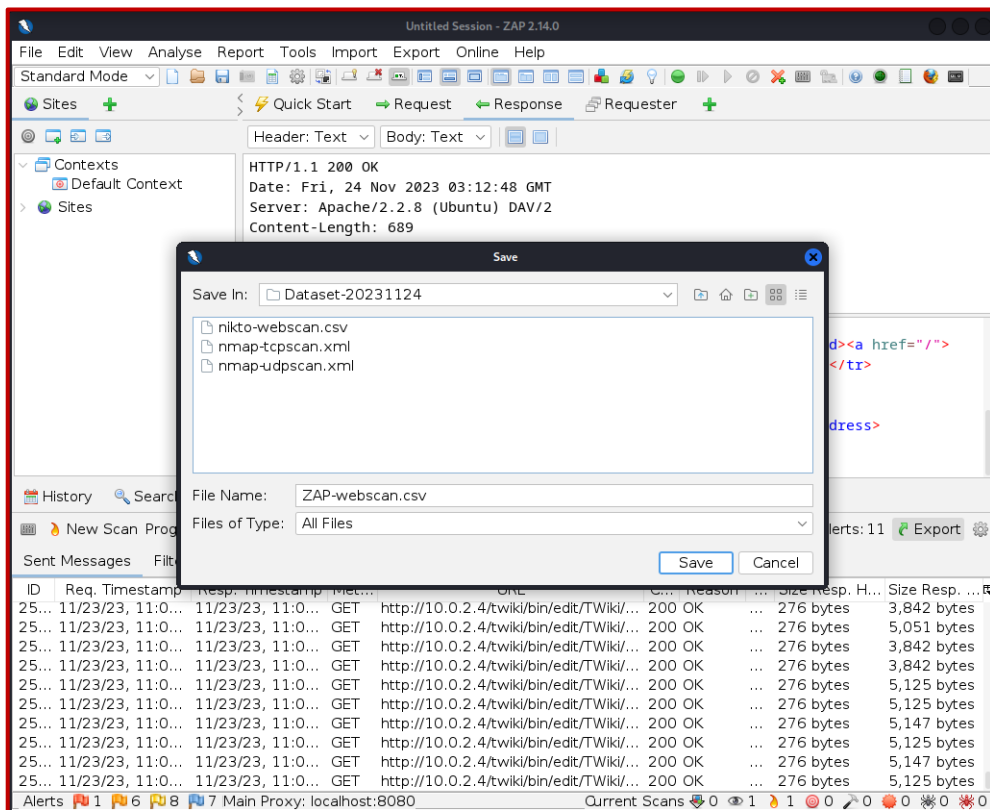 Untitled Session - ZAP 2.14.0
File Edit View Analyse Report Tools Import Export Online Help
Standard Mode
Sites
Quick Start Request Response Requester
Header: Text Body: Text
Contexts
Default Context
Sites
HTTP/1.1 200 OK
Date: Fri, 24 Nov 2023 03:12:48 GMT
Server: Apache/2.2.8 (Ubuntu) DAV/2
Content-Length: 689
Save
Save In: Dataset-20231124
nikto-webscan.csv
nmap-tcpscan.xml
nmap-udpscan.xml
d><a href="/">
</tr>
dress>
File Name: ZAP-webscan.csv
Files of Type: All Files
Save Cancel
History Search
New Scan Prog lerts: 11 Export
Sent Messages Filt
ID Req. Timestamp Resp. Timestamp Met... URL C... Reason ... Size Resp. H... Size Resp. ...
25... 11/23/23, 11:0... 11/23/23, 11:0... GET http://10.0.2.4/twiki/bin/edit/TWiki/... 200 OK ... 276 bytes 3,842 bytes
25... 11/23/23, 11:0... 11/23/23, 11:0... GET http://10.0.2.4/twiki/bin/edit/TWiki/... 200 OK ... 276 bytes 5,051 bytes
25... 11/23/23, 11:0... 11/23/23, 11:0... GET http://10.0.2.4/twiki/bin/edit/TWiki/... 200 OK ... 276 bytes 3,842 bytes
25... 11/23/23, 11:0... 11/23/23, 11:0... GET http://10.0.2.4/twiki/bin/edit/TWiki/... 200 OK ... 276 bytes 3,842 bytes
25... 11/23/23, 11:0... 11/23/23, 11:0... GET http://10.0.2.4/twiki/bin/edit/TWiki/... 200 OK ... 276 bytes 5,125 bytes
25... 11/23/23, 11:0... 11/23/23, 11:0... GET http://10.0.2.4/twiki/bin/edit/TWiki/... 200 OK ... 276 bytes 5,125 bytes
25... 11/23/23, 11:0... 11/23/23, 11:0... GET http://10.0.2.4/twiki/bin/edit/TWiki/... 200 OK ... 276 bytes 5,147 bytes
25... 11/23/23, 11:0... 11/23/23, 11:0... GET http://10.0.2.4/twiki/bin/edit/TWiki/... 200 OK ... 276 bytes 5,125 bytes
25... 11/23/23, 11:0... 11/23/23, 11:0... GET http://10.0.2.4/twiki/bin/edit/TWiki/... 200 OK ... 276 bytes 5,147 bytes
25... 11/23/23, 11:0... 11/23/23, 11:0... GET http://10.0.2.4/twiki/bin/edit/TWiki/... 200 OK ... 276 bytes 5,125 bytes
Alerts 1 6 8 7 Main Proxy: localhost:8080 Current Scans 0 1 1 0 0 0 0 0